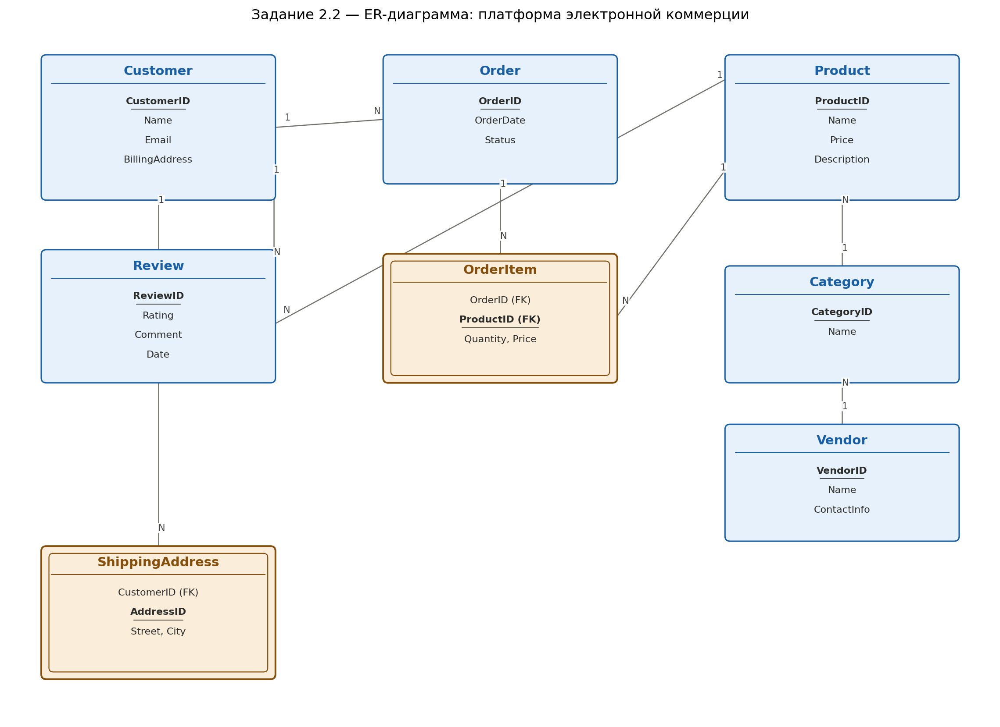 Задание 2.2 — ER-диаграмма: платформа электронной коммерции
Customer
CustomerID
Name
Email
BillingAddress
Order
OrderID
OrderDate
Status
Product
ProductID
Name
Price
Description
1
N
1
1
1
1
1
N
N
N
1
N
N
Review
ReviewID
Rating
Comment
Date
OrderItem
OrderID (FK)
ProductID (FK)
Quantity, Price
Category
CategoryID
Name
N
1
Vendor
VendorID
Name
ContactInfo
N
ShippingAddress
CustomerID (FK)
AddressID
Street, City